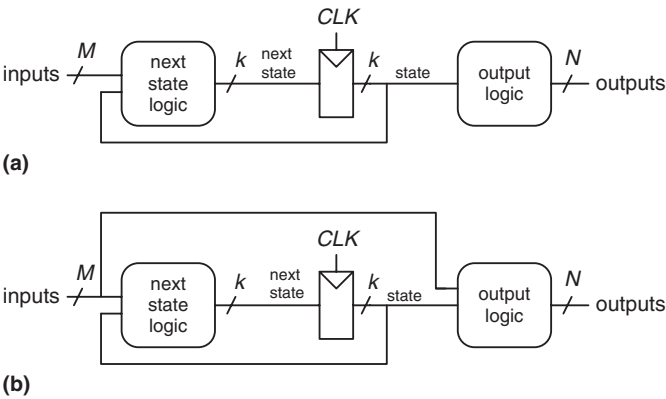 CLK
M
next
k
next
k
N
inputs
state
state
state
output
outputs
logic
logic
(a)
CLK
M
next
k
next
k
N
inputs
state
state
state
output
outputs
logic
logic
(b)